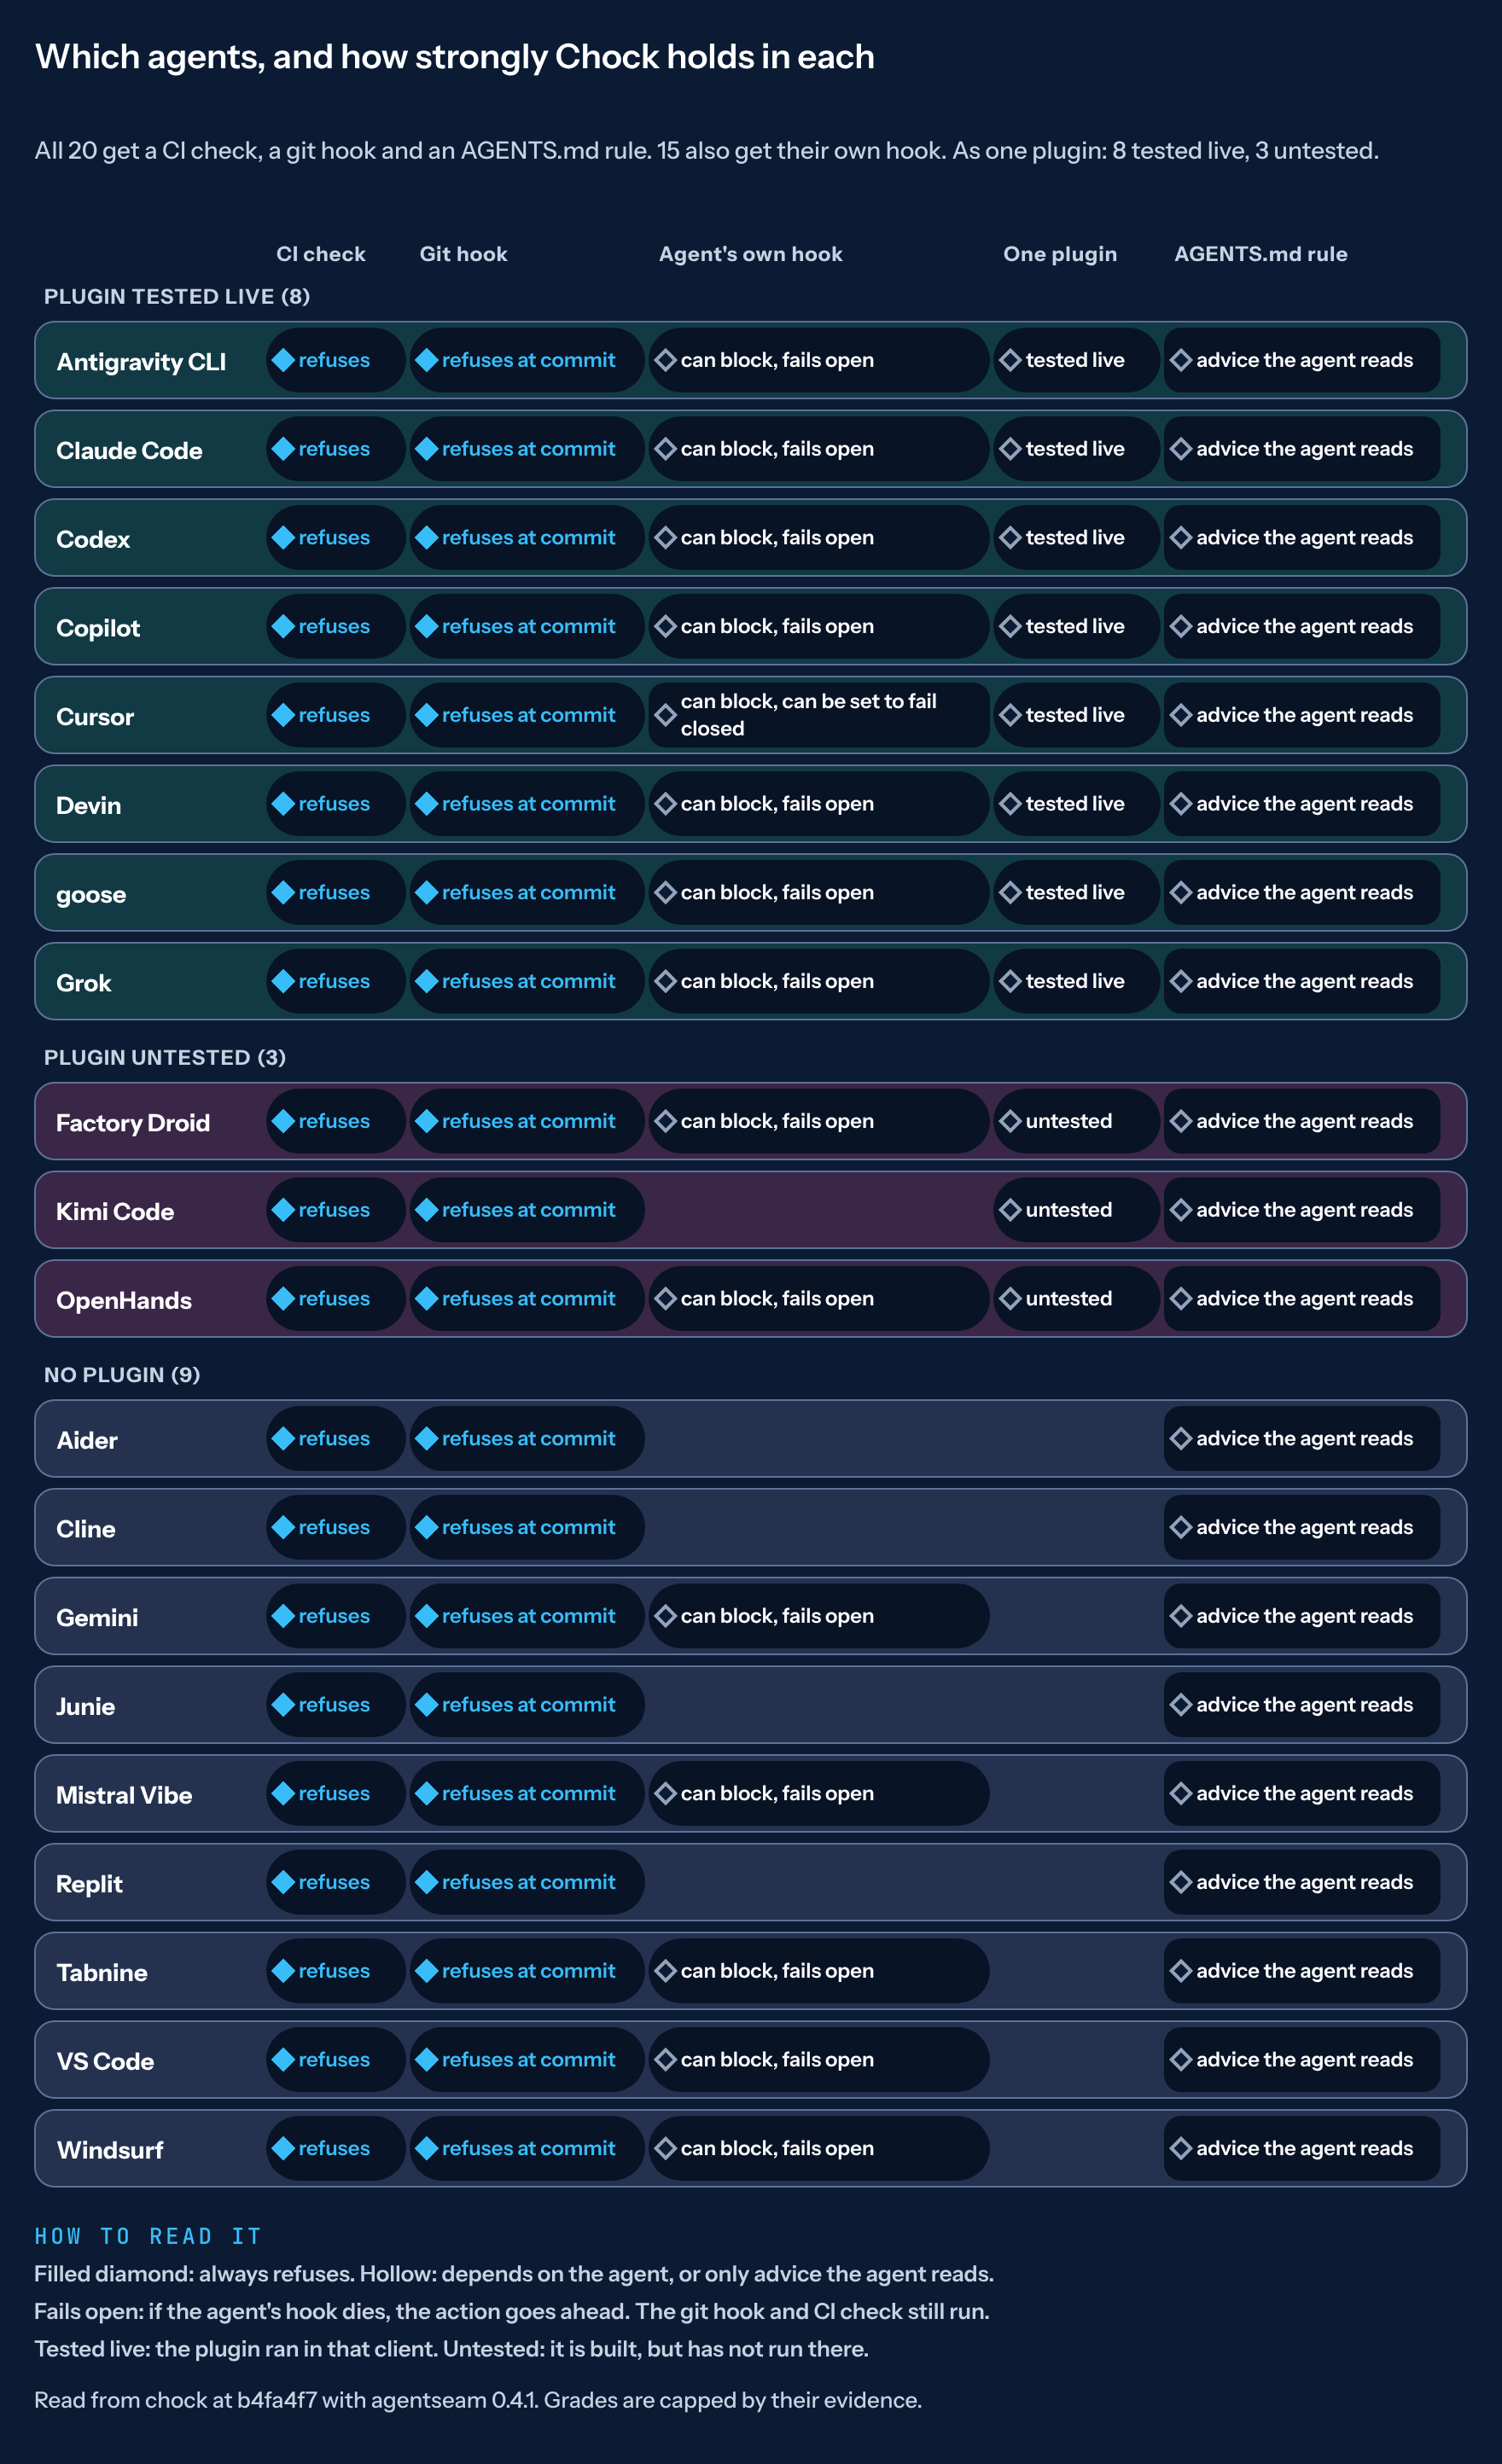 Which agents, and how strongly Chock holds in each
All 20 get a CI check, a git hook and an AGENTS.md rule. 15 also get their own hook. As one plugin: 8 tested live, 3 untested.
CI check Git hook Agent's own hook One plugin AGENTS.md rule
PLUGIN TESTED LIVE (8)
Antigravity CLI refuses refuses at commit can block, fails open tested live advice the agent reads
Claude Code refuses refuses at commit can block, fails open tested live advice the agent reads
Codex refuses refuses at commit can block, fails open tested live advice the agent reads
Copilot refuses refuses at commit can block, fails open tested live advice the agent reads
Cursor refuses refuses at commit can block, can be set to fail closed tested live advice the agent reads
Devin refuses refuses at commit can block, fails open tested live advice the agent reads
goose refuses refuses at commit can block, fails open tested live advice the agent reads
Grok refuses refuses at commit can block, fails open tested live advice the agent reads
PLUGIN UNTESTED (3)
Factory Droid refuses refuses at commit can block, fails open untested advice the agent reads
Kimi Code refuses refuses at commit untested advice the agent reads
OpenHands refuses refuses at commit can block, fails open untested advice the agent reads
NO PLUGIN (9)
Aider refuses refuses at commit advice the agent reads
Cline refuses refuses at commit advice the agent reads
Gemini refuses refuses at commit can block, fails open advice the agent reads
Junie refuses refuses at commit advice the agent reads
Mistral Vibe refuses refuses at commit can block, fails open advice the agent reads
Replit refuses refuses at commit advice the agent reads
Tabnine refuses refuses at commit can block, fails open advice the agent reads
VS Code refuses refuses at commit can block, fails open advice the agent reads
Windsurf refuses refuses at commit can block, fails open advice the agent reads
HOW TO READ IT
Filled diamond: always refuses. Hollow: depends on the agent, or only advice the agent reads.
Fails open: if the agent's hook dies, the action goes ahead. The git hook and CI check still run.
Tested live: the plugin ran in that client. Untested: it is built, but has not run there.
Read from chock at b4fa4f7 with agentseam 0.4.1. Grades are capped by their evidence.